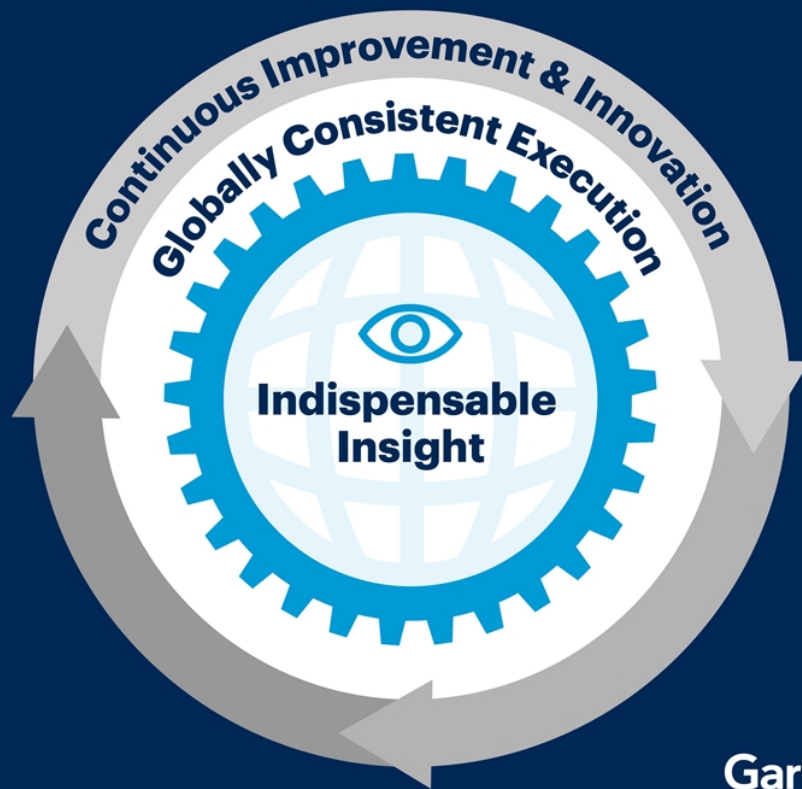 Continuous Improvement & Innovation
Globally Consistent Execution
Indispensable
Insight
Gar